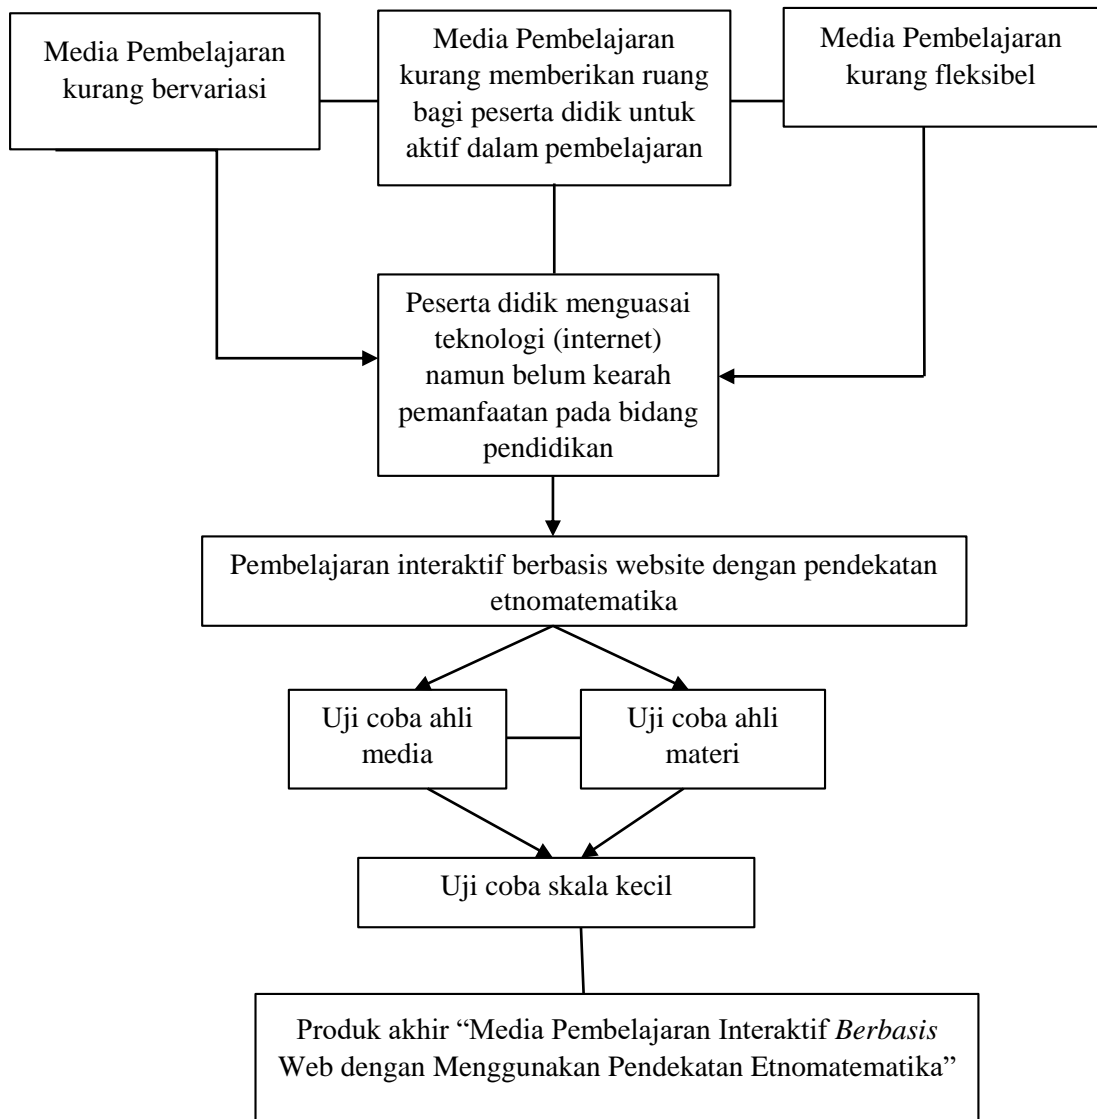 Media Pembelajaran
kurang bervariasi
Media Pembelajaran
kurang memberikan ruang
bagi peserta didik untuk
aktif dalam pembelajaran
Media Pembelajaran
kurang fleksibel
Peserta didik menguasai
teknologi (internet)
namun belum kearah
pemanfaatan pada bidang
pendidikan
Pembelajaran interaktif berbasis website dengan pendekatan
etnomatematika
Uji coba ahli
media
Uji coba ahli
materi
Uji coba skala kecil
Produk akhir “Media Pembelajaran Interaktif Berbasis
Web dengan Menggunakan Pendekatan Etnomatematika”